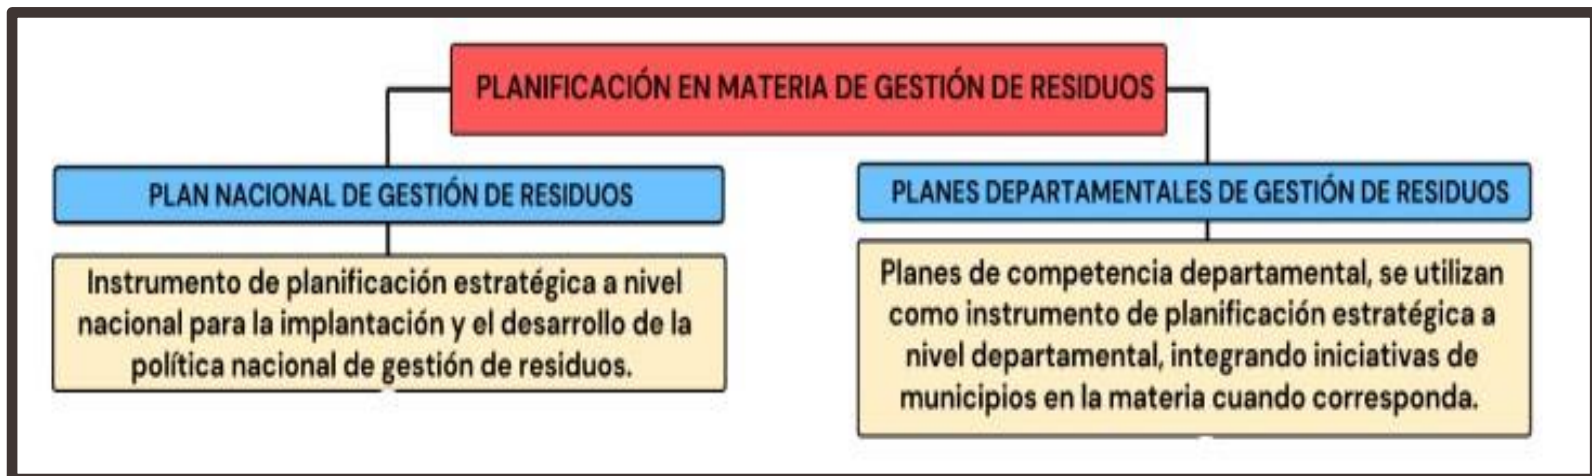 PLANIFICACIÓN EN MATERIA DE GESTIÓN DE RESIDUOS
PLAN NACIONAL DE GESTIÓN DE RESIDUOS
Instrumento de planificación estratégica a nivel
nacional para la implantación y el desarrollo de la
política nacional de gestión de residuos.
PLANES DEPARTAMENTALES DE GESTIÓN DE RESIDUOS
Planes de competencia departamental, se utilizan
como instrumento de planificación estratégica a
nivel departamental, integrando iniciativas de
municipios en la materia cuando corresponda.